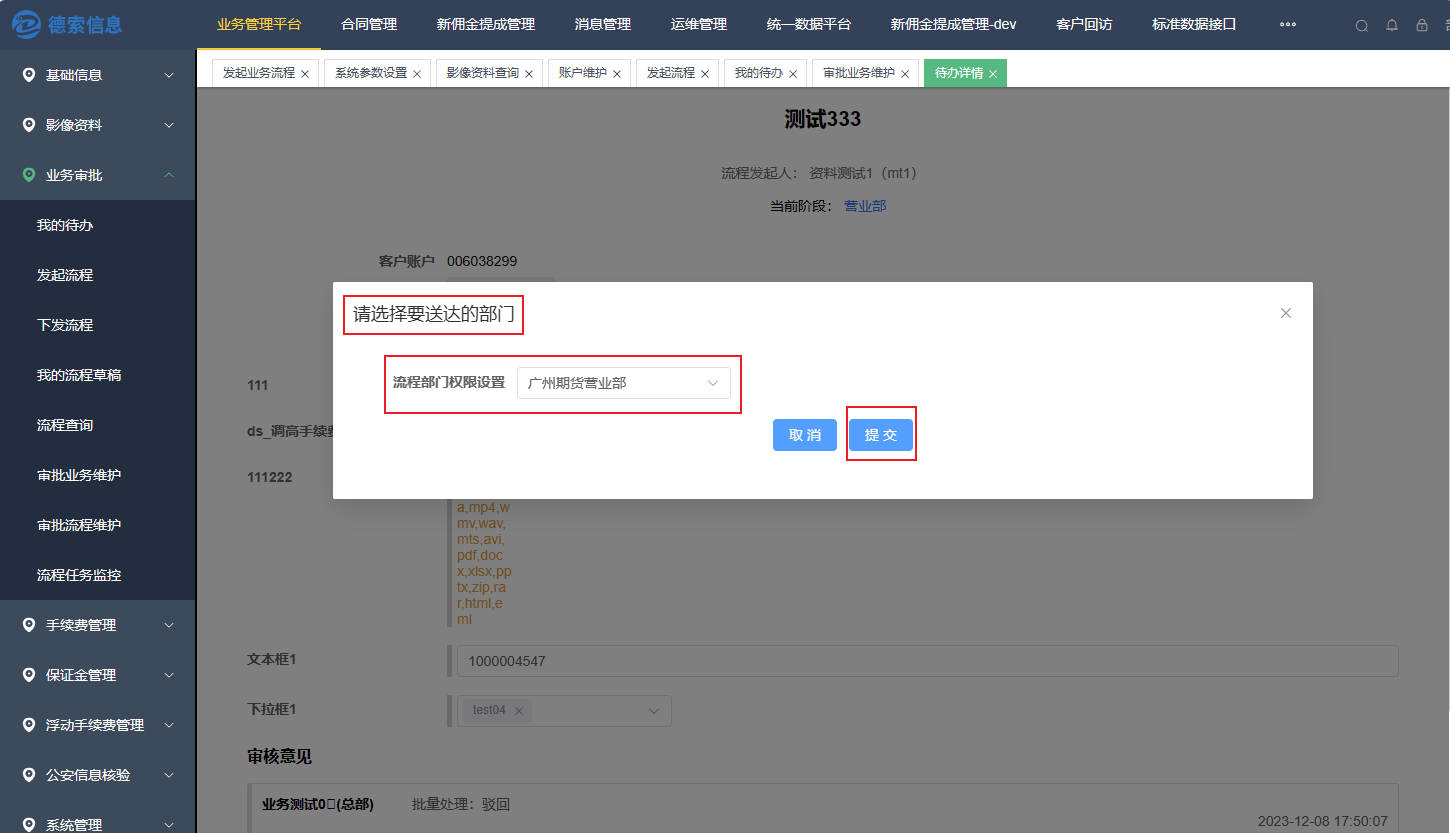 德索信息
业务管理平台 合同管理 新佣金提成管理 消息管理 运维管理 统一数据平台 新佣金提成管理-dev 客户回访 标准数据接口
发起业务流程 系统参数设置 影像资料查询 账户维护 发起流程 我的待办 审批业务维护 待办详情
基础信息
影像资料
业务审批
我的待办
发起流程
下发流程
我的流程草稿
流程查询
审批业务维护
审批流程维护
流程任务监控
手续费管理
保证金管理
浮动手续费管理
公安信息核验
系统管理
测试333
流程发起人： 资料测试1（mt1）
当前阶段： 营业部
客户账户 006038299
请选择要送达的部门
流程部门权限设置 广州期货营业部
取消 提交
111
ds_调高手续费
111222
a,mp4,w
mv,wav,
mts,avi,
pdf,doc
x,xlsx,pp
tx,zip,ra
r,html,e
ml
文本框1 1000004547
下拉框1 test04
审核意见
业务测试0▯(总部) 批量处理：驳回
2023-12-08 17:50:07